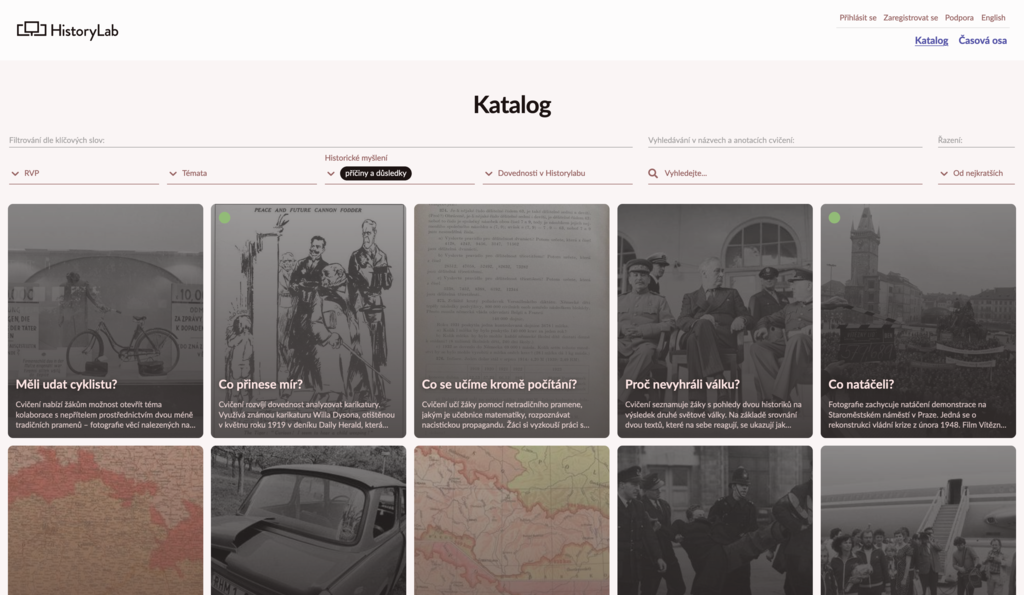 HistoryLab
Přihlásit se Zaregistrovat se Podpora English
Katalog Časová osa
Katalog
Filtrování dle klíčových slov:
Vyhledávání v názvech a anotacích cvičení:
Řazení:
Historické myšlení
RVP
Témata
příčiny a důsledky
Dovednosti v Historylabu
Vyhledejte...
Od nejkratších
Měli udat cyklistu?
Cvičení nabízí žákům možnost otevřít téma
kolaborace s nepřítelem prostřednictvím dvou méně
tradičních pramenů – fotografie věcí nalezených na...
PEACE AND FUTURE CANNON FODDER
Co přinese mír?
Cvičení rozvíjí dovednost analyzovat karikatury.
Využívá známou karikaturu Willa Dysona, otištěnou
v květnu roku 1919 v deníku Daily Herald, která...
Co se učíme kromě počítání?
Cvičení učí žáky pomocí netradičního pramene,
jakým je učebnice matematiky, rozpoznávat
nacistickou propagandu. Žáci si vyzkouší práci s...
Proč nevyhráli válku?
Cvičení seznamuje žáky s pohledy dvou historiků na
výsledek druhé světové války. Na základě srovnání
dvou textů, které na sebe reagují, se ukazují jak...
Co natáčeli?
Fotografie zachycuje natáčení demonstrace na
Staroměstském náměstí v Praze. Jedná se o
rekonstrukci vládní krize z února 1948. Film Vítězn...